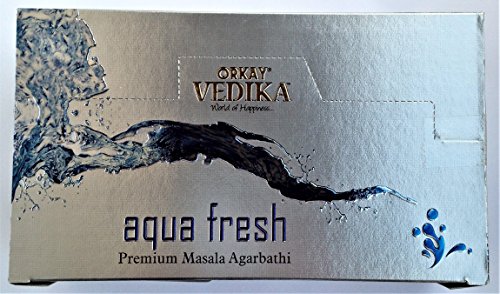 ORKAY®
VEDIKA
World of Happiness...
aqua fresh
Premium Masala Agarbathi